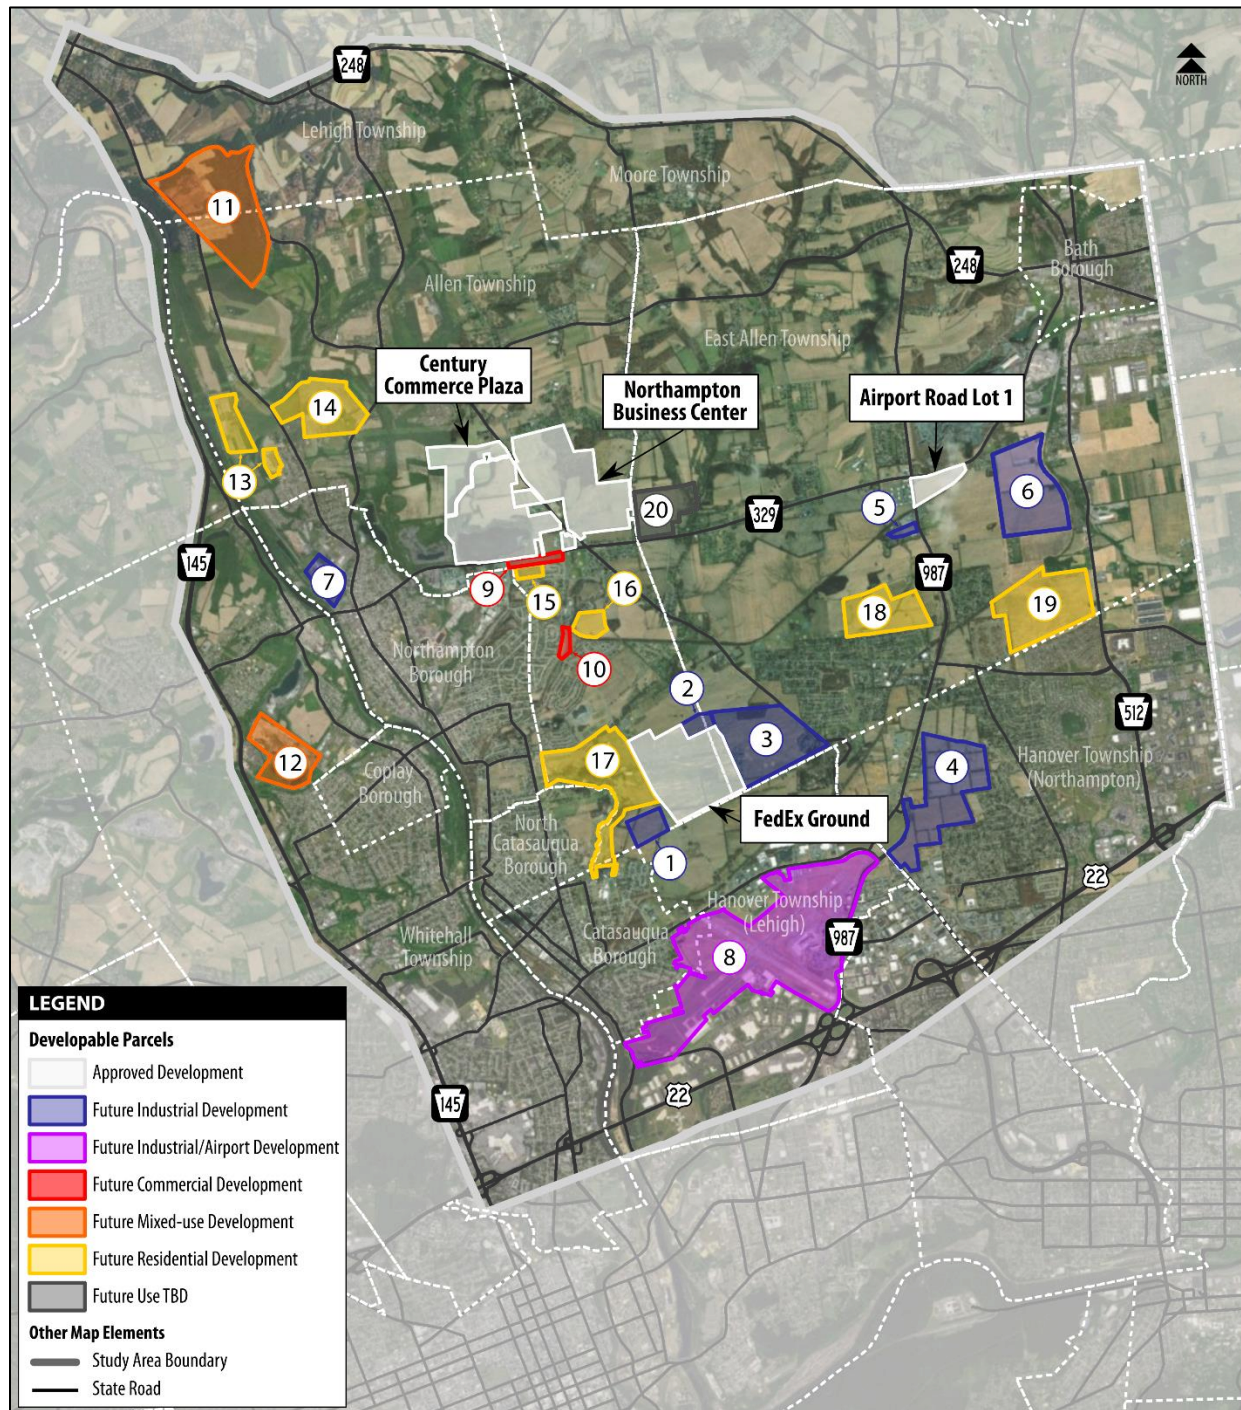 248
NORTH
Lehigh Township
Moore Township
11
248
Bath
Borough
Allen Township
East Allen Township
Century
Commerce Plaza
Northampton
Business Center
Airport Road Lot 1
14
13
6
20
329
5
145
7
9
15
16
987
18
19
10
Northampton
Borough
2
512
3
4
Hanover Township
(Northampton)
17
12
Coplay
Borough
FedEx Ground
North
Catasauqua
Borough
1
22
Hanover Township
(Lehigh)
987
Whitehall
Township
Catasauqua
Borough
8
22
145
LEGEND
Developable Parcels
Approved Development
Future Industrial Development
Future Industrial/Airport Development
Future Commercial Development
Future Mixed-use Development
Future Residential Development
Future Use TBD
Other Map Elements
Study Area Boundary
State Road